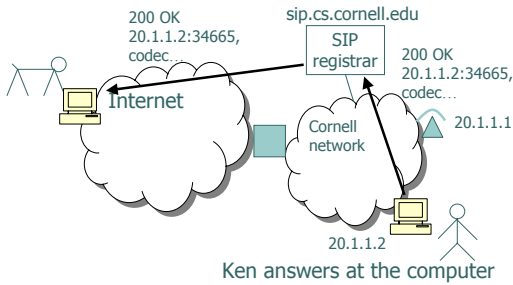 200 OK
20.1.1.2:34665,
codec…
sip.cs.cornell.edu
SIP
registrar
200 OK
20.1.1.2:34665,
codec…
Internet
Cornell
network
20.1.1.1
20.1.1.2
Ken answers at the computer